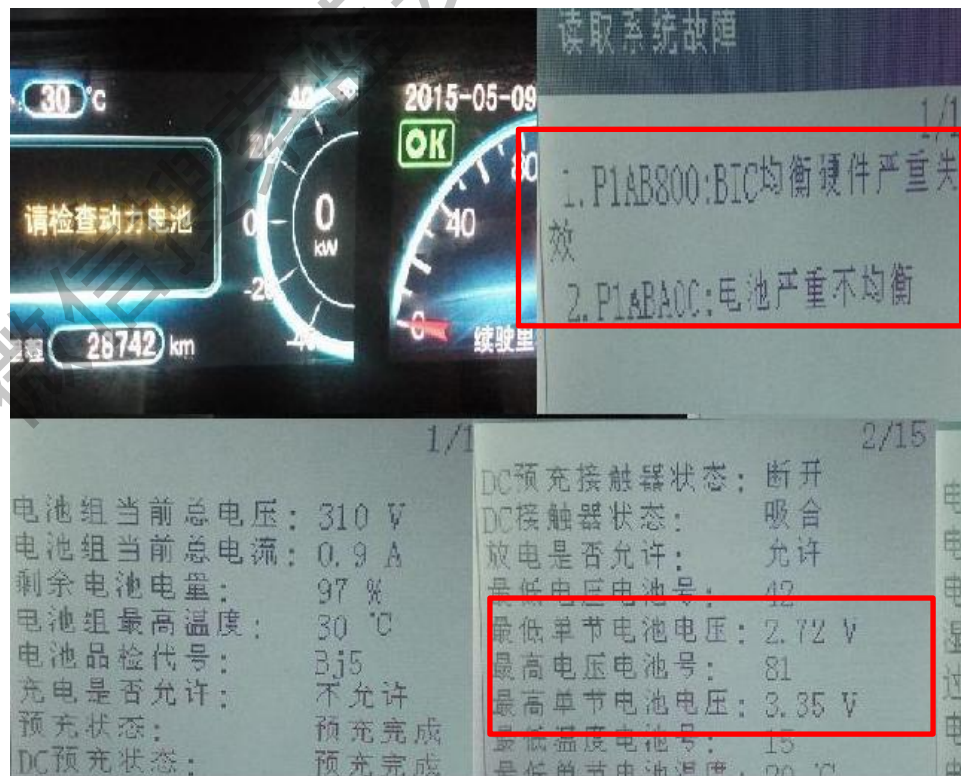 30 ℃
请检查动力电池
28742 km
40
20
0
-20
0
kW
2015-05-09
OK
80
40
0
续驶里
读取系统故障
1/1
1.P1AB800:BIC均衡硬件严重失
效
2.P1ABA0C:电池严重不均衡
1/1
电池组当前总电压: 310 V
电池组当前总电流: 0.9 A
剩余电池电量: 97 %
电池组最高温度: 30 ℃
电池品检代号: Bj5
充电是否允许: 不允许
预充状态: 预充完成
DC预充状态: 预充完成
2/15
DC预充接触器状态: 断开
DC接触器状态: 吸合
放电是否允许: 允许
最低电压电池号: 42
最低单节电池电压: 2.72 V
最高电压电池号: 81
最高单节电池电压: 3.35 V
最低温度电池号: 15
最低单节电池温度: